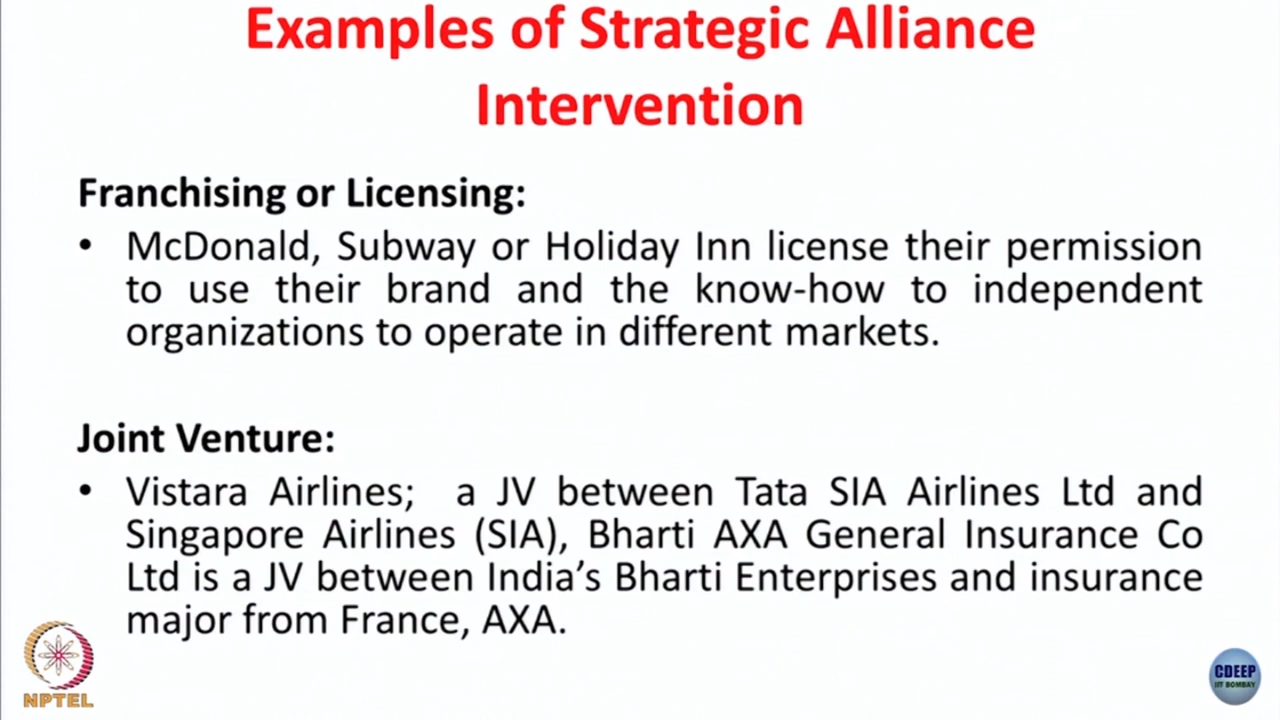 Examples of Strategic Alliance
Intervention
Franchising or Licensing:
• McDonald, Subway or Holiday Inn license their permission
to use their brand and the know-how to independent
organizations to operate in different markets.
Joint Venture:
• Vistara Airlines; a JV between Tata SIA Airlines Ltd and
Singapore Airlines (SIA), Bharti AXA General Insurance Co
Ltd is a JV between India’s Bharti Enterprises and insurance
major from France, AXA.
NPTEL
CDEEP
IIT BOMBAY